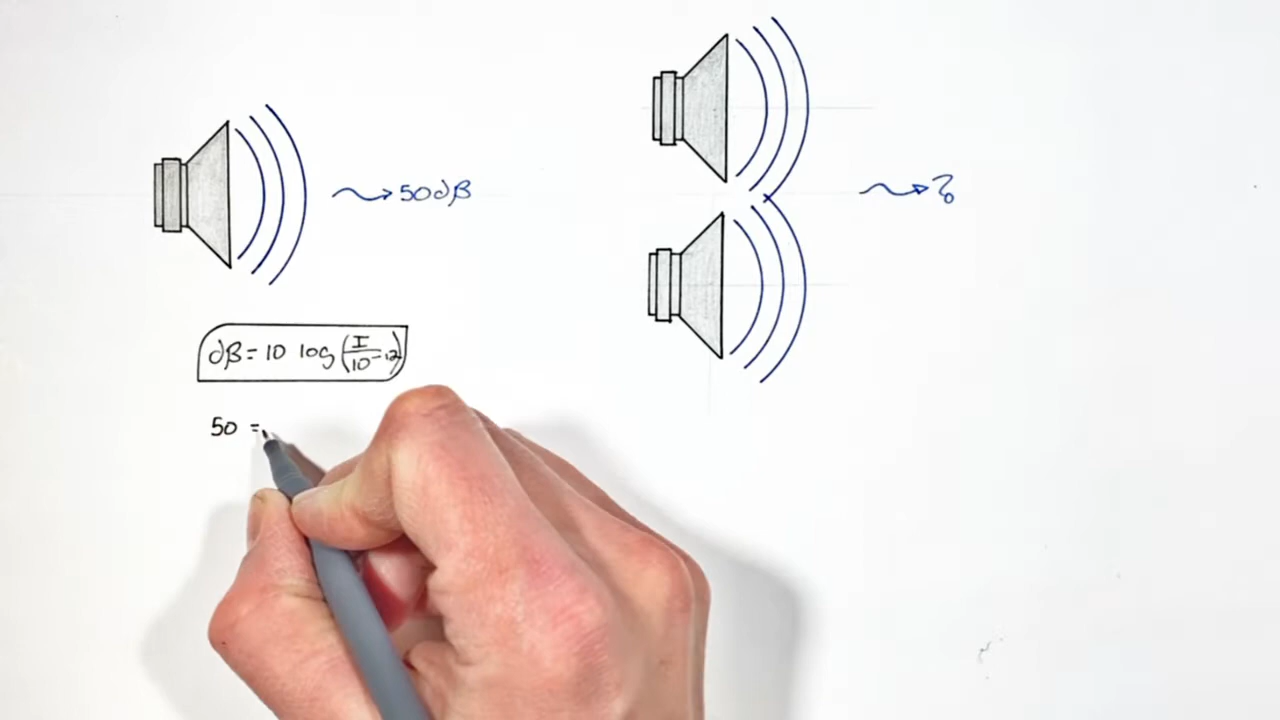 50dB
?
dB = 10 log(I/10⁻¹²)
50 =